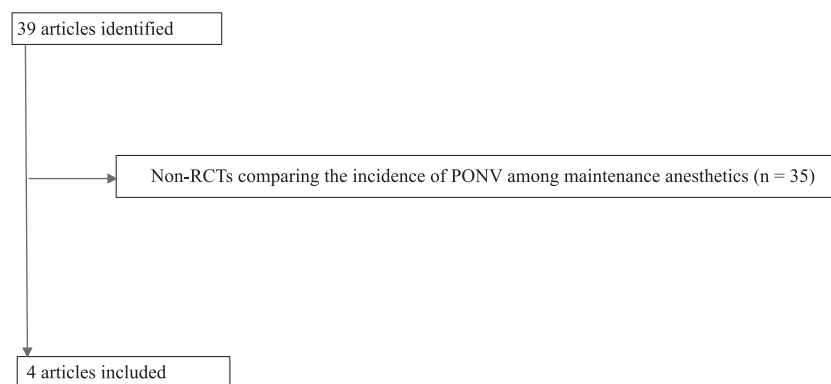 39 articles identified
Non-RCTs comparing the incidence of PONV among maintenance anesthetics (n = 35)
4 articles included